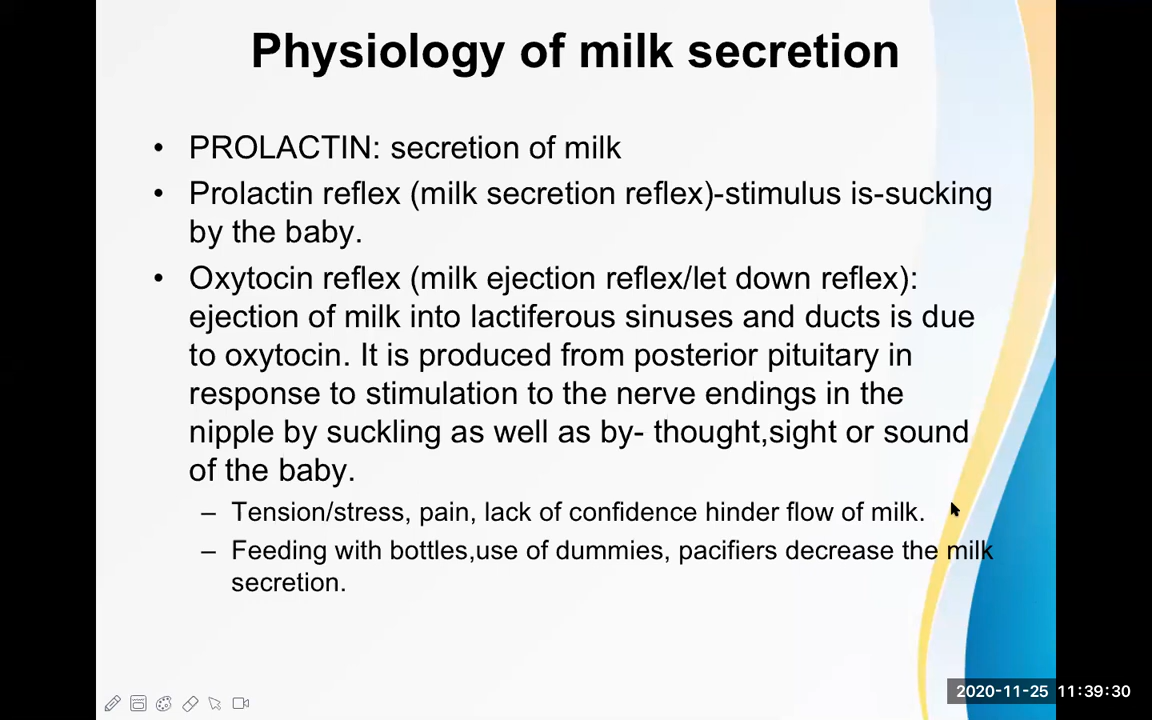 Physiology of milk secretion
• PROLACTIN: secretion of milk
• Prolactin reflex (milk secretion reflex)-stimulus is-sucking
by the baby.
• Oxytocin reflex (milk ejection reflex/let down reflex):
ejection of milk into lactiferous sinuses and ducts is due
to oxytocin. It is produced from posterior pituitary in
response to stimulation to the nerve endings in the
nipple by suckling as well as by- thought,sight or sound
of the baby.
– Tension/stress, pain, lack of confidence hinder flow of milk.
– Feeding with bottles,use of dummies, pacifiers decrease the milk
secretion.
2020-11-25 11:39:30